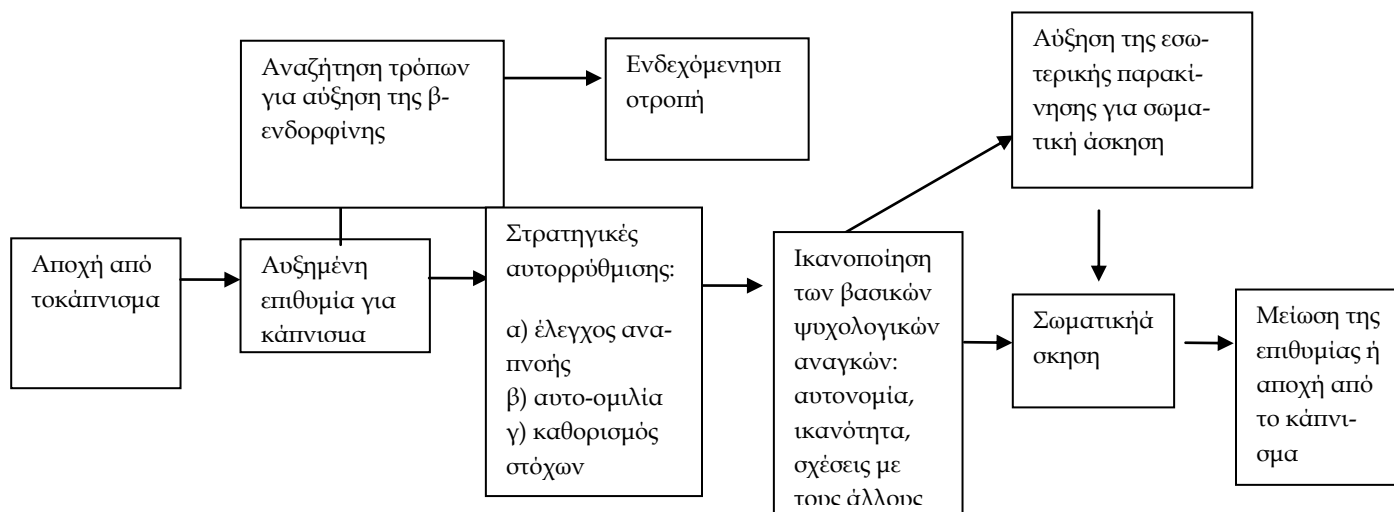 Αναζήτηση τρόπων
για αύξηση της β-
ενδορφίνης
Ενδεχόμενηυπ
οτροπή
Αύξηση της εσω-
τερικής παρακί-
νησης για σωμα-
τική άσκηση
Αποχή από
τοκάπνισμα
Αυξημένη
επιθυμία για
κάπνισμα
Στρατηγικές
αυτορρύθμισης:
α) έλεγχος ανα-
πνοής
β) αυτο-ομιλία
γ) καθορισμός
στόχων
Ικανοποίηση
των βασικών
ψυχολογικών
αναγκών:
αυτονομία,
ικανότητα,
σχέσεις με
τους άλλους
Σωματικήά
σκηση
Μείωση της
επιθυμίας ή
αποχή από
το κάπνι-
σμα